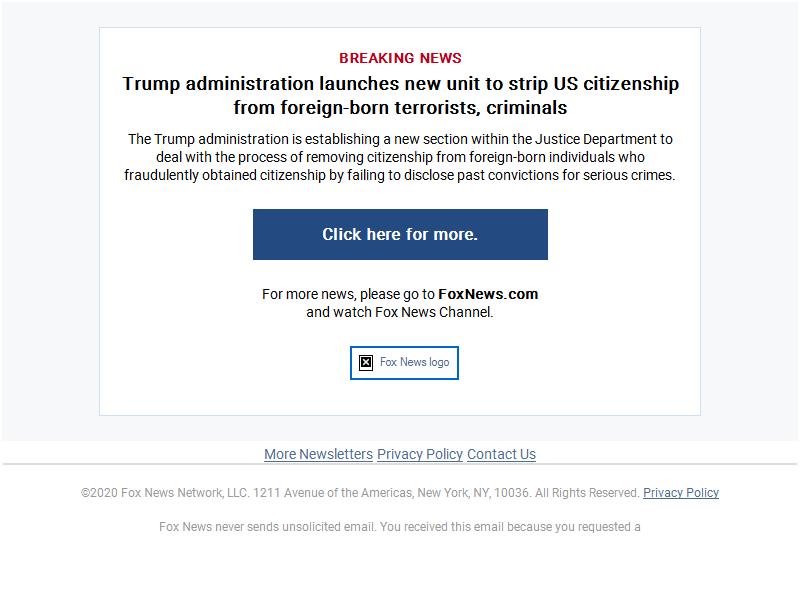 BREAKING NEWS
Trump administration launches new unit to strip US citizenship
from foreign-born terrorists, criminals
The Trump administration is establishing a new section within the Justice Department to
deal with the process of removing citizenship from foreign-born individuals who
fraudulently obtained citizenship by failing to disclose past convictions for serious crimes.
Click here for more.
For more news, please go to FoxNews.com
and watch Fox News Channel.
Fox News logo
More Newsletters Privacy Policy Contact Us
©2020 Fox News Network, LLC. 1211 Avenue of the Americas, New York, NY, 10036. All Rights Reserved. Privacy Policy
Fox News never sends unsolicited email. You received this email because you requested a